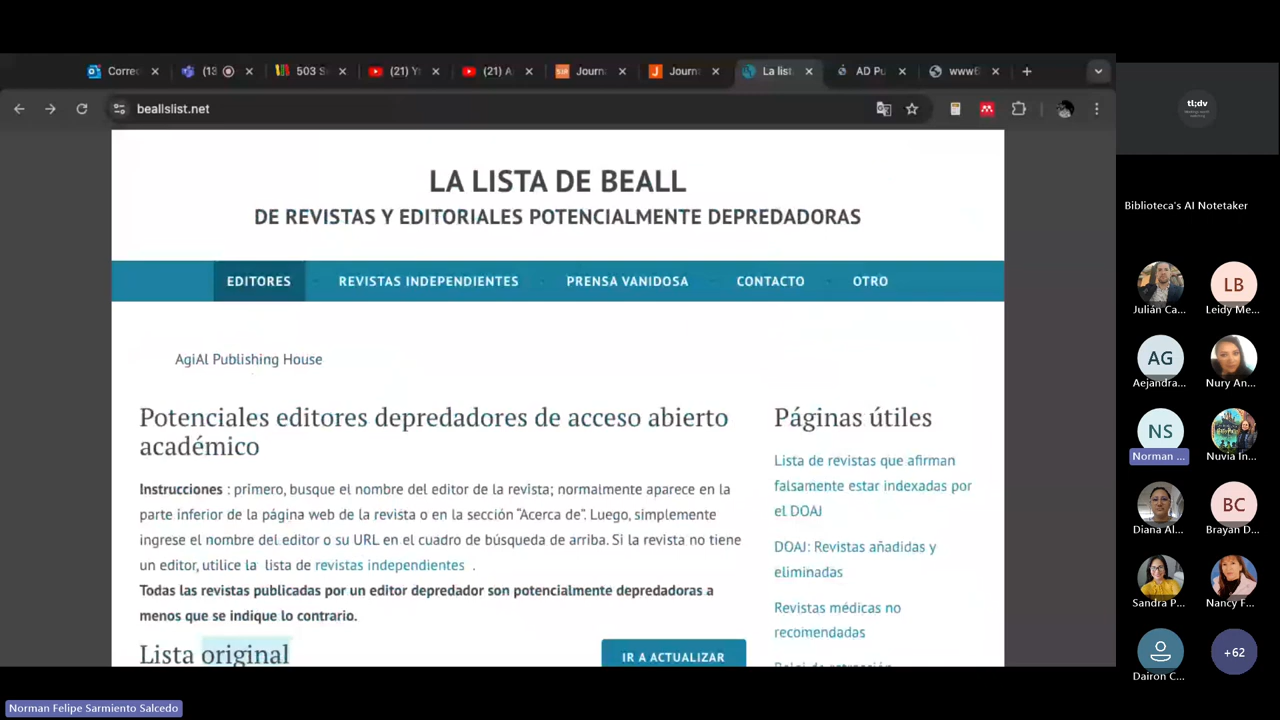 Correc
(13
503 S
(21) Y
(21) A
Journ
Journ
La list
AD Pu
www6
beallslist.net
LA LISTA DE BEALL
DE REVISTAS Y EDITORIALES POTENCIALMENTE DEPREDADORAS
EDITORES
REVISTAS INDEPENDIENTES
PRENSA VANIDOSA
CONTACTO
OTRO
AgiAl Publishing House
Potenciales editores depredadores de acceso abierto
académico
Instrucciones : primero, busque el nombre del editor de la revista; normalmente aparece en la
parte inferior de la página web de la revista o en la sección “Acerca de”. Luego, simplemente
ingrese el nombre del editor o su URL en el cuadro de búsqueda de arriba. Si la revista no tiene
un editor, utilice la lista de revistas independientes .
Todas las revistas publicadas por un editor depredador son potencialmente depredadoras a
menos que se indique lo contrario.
Lista original
IR A ACTUALIZAR
Páginas útiles
Lista de revistas que afirman
falsamente estar indexadas por
el DOAJ
DOAJ: Revistas añadidas y
eliminadas
Revistas médicas no
recomendadas
tl;dv
Biblioteca's AI Notetaker
Julián Ca...
LB
Leidy Me...
AG
Aejandra...
Nury An...
NS
Norman ...
Nuvia In...
Diana Al...
BC
Brayan D...
Sandra P...
Nancy F...
Dairon C...
+62
Norman Felipe Sarmiento Salcedo